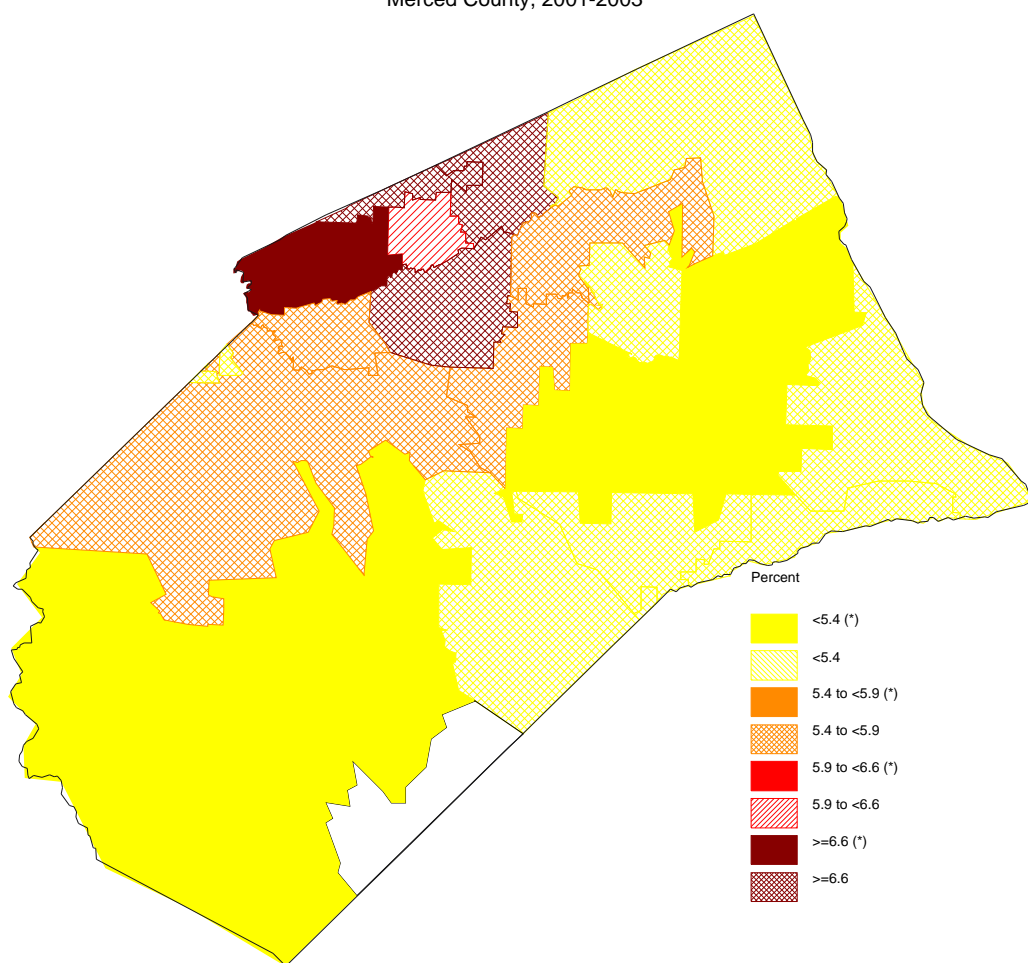 Merced County, 2001-2003
Percent
<5.4 (*)
<5.4
5.4 to <5.9 (*)
5.4 to <5.9
5.9 to <6.6 (*)
5.9 to <6.6
>=6.6 (*)
>=6.6